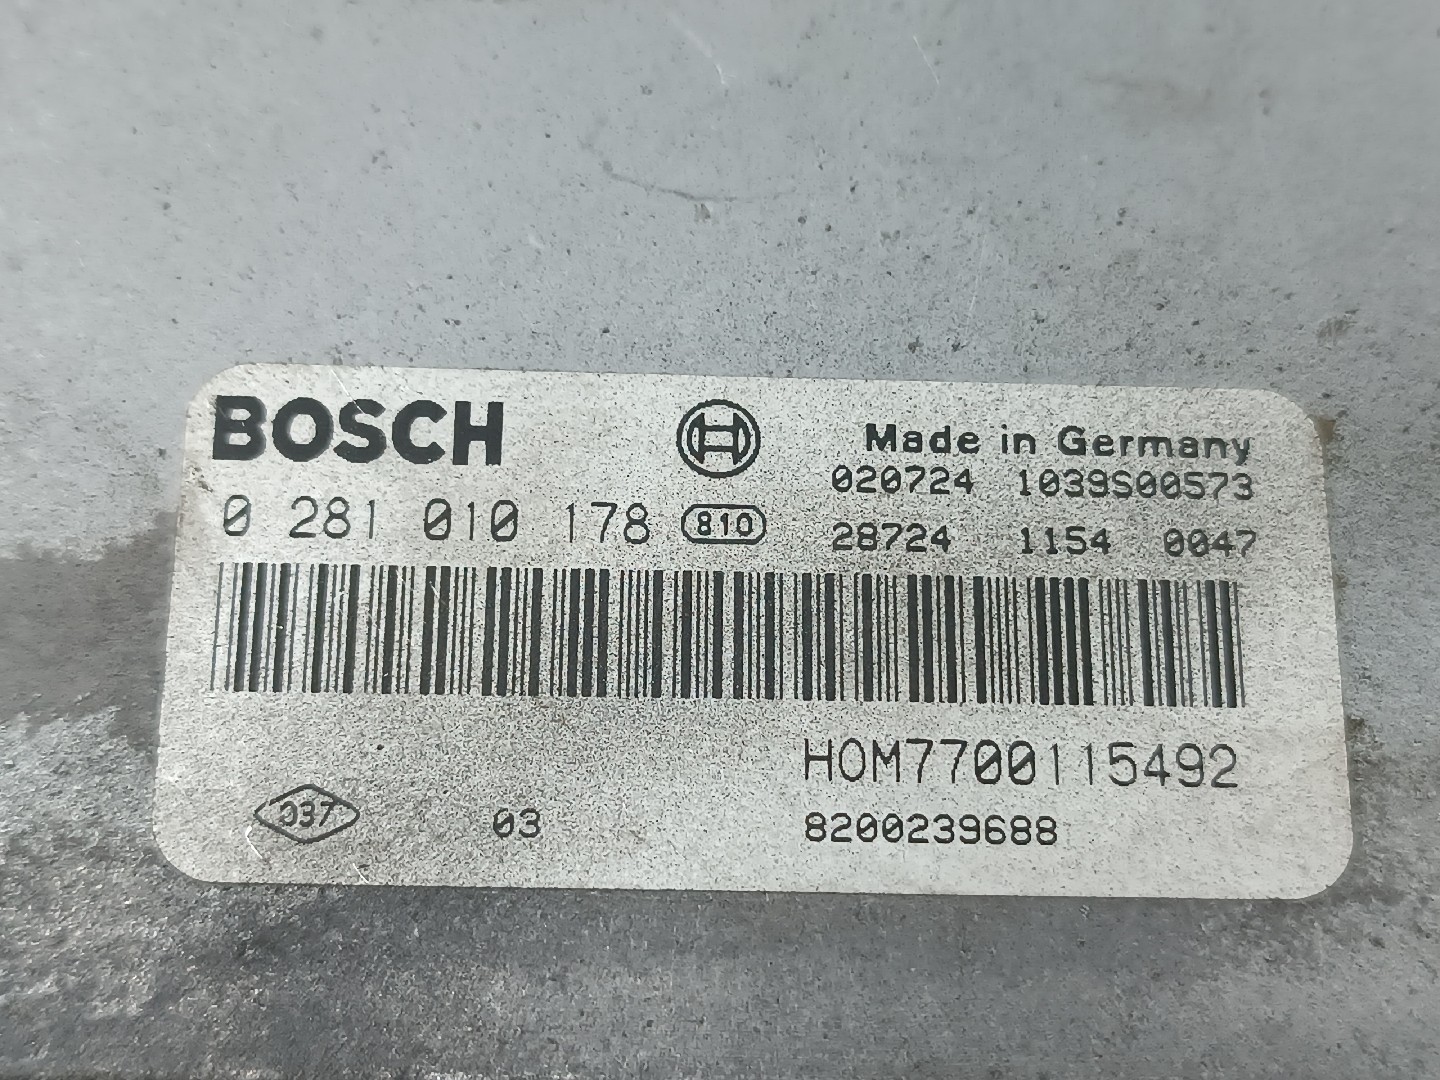 BOSCH
Made in Germany
020724 1039S00573
0 281 010 178 810
28724 1154 0047
HOM7700115492
037 03 8200239688